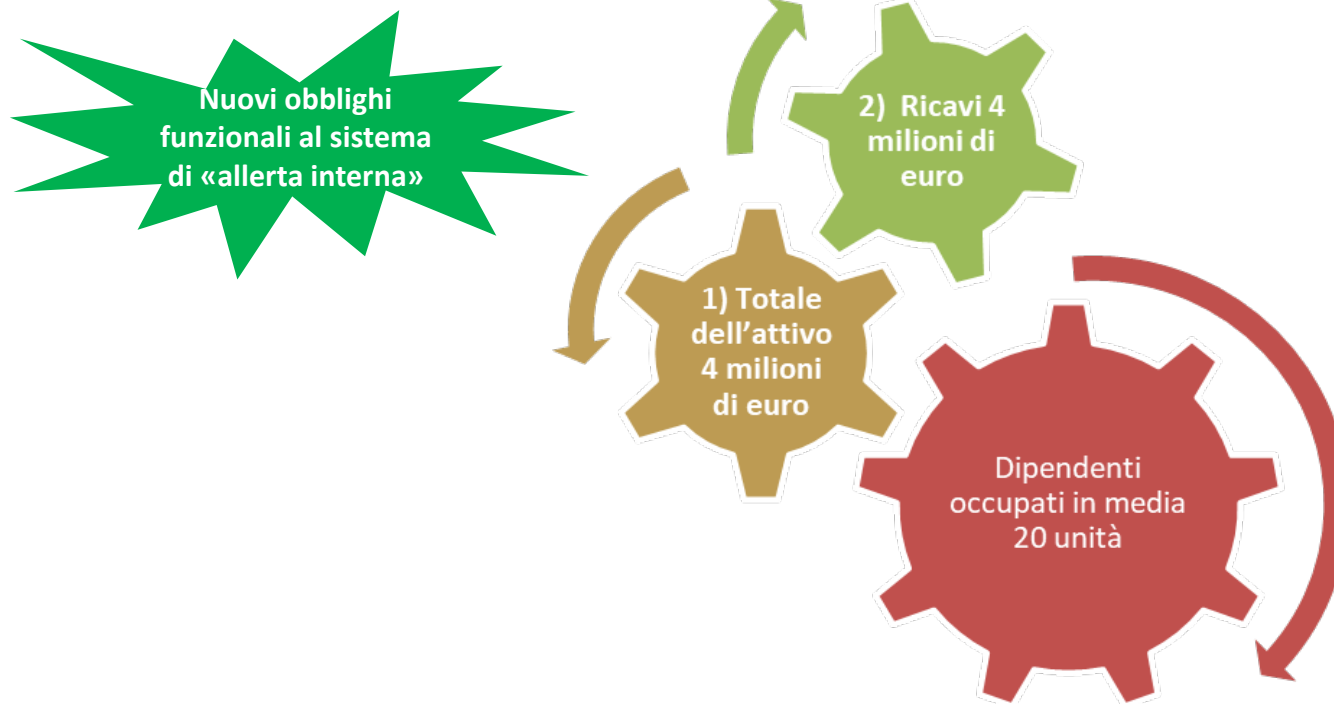 Nuovi obblighi
funzionali al sistema
di «allerta interna»
2) Ricavi 4
milioni di
euro
1) Totale
dell’attivo
4 milioni
di euro
Dipendenti
occupati in media
20 unità